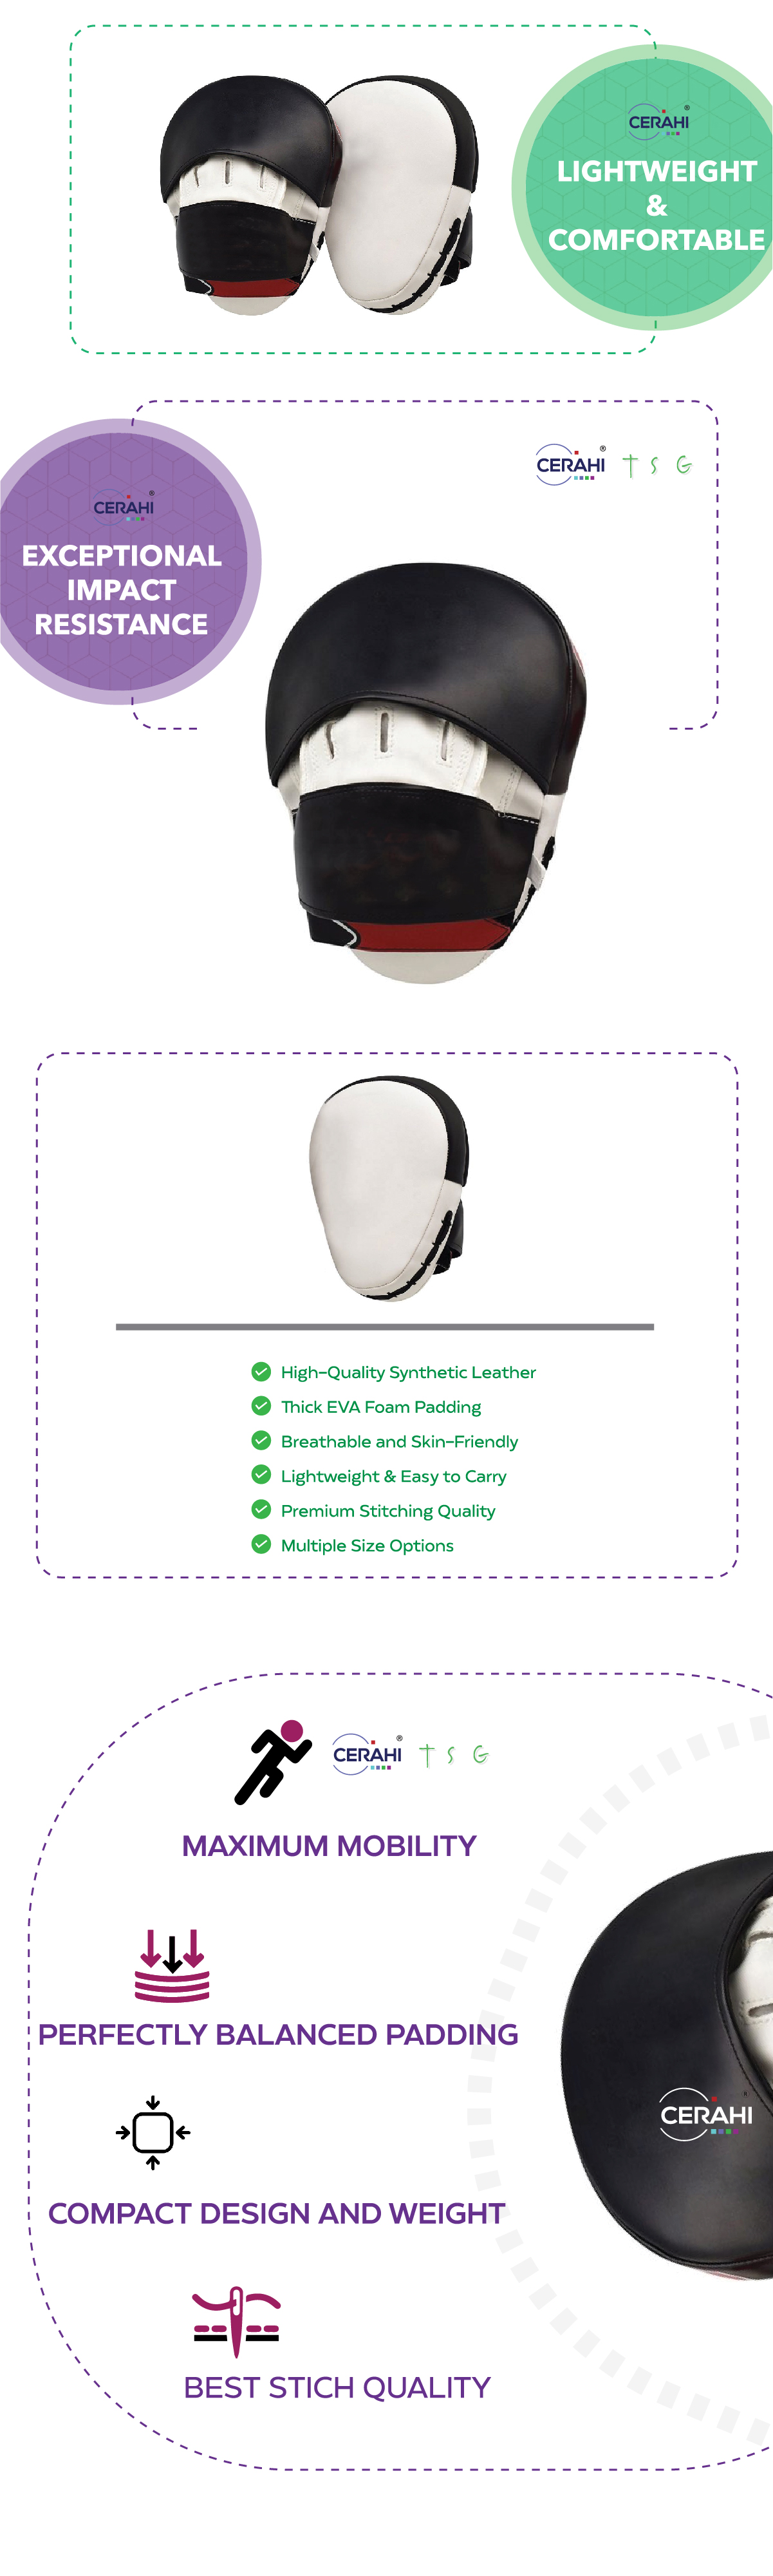 CERAHI®
LIGHTWEIGHT
&
COMFORTABLE
CERAHI® T S G
CERAHI®
EXCEPTIONAL
IMPACT
RESISTANCE
High-Quality Synthetic Leather
Thick EVA Foam Padding
Breathable and Skin-Friendly
Lightweight & Easy to Carry
Premium Stitching Quality
Multiple Size Options
CERAHI® T S G
MAXIMUM MOBILITY
PERFECTLY BALANCED PADDING
CERAHI®
COMPACT DESIGN AND WEIGHT
BEST STICH QUALITY